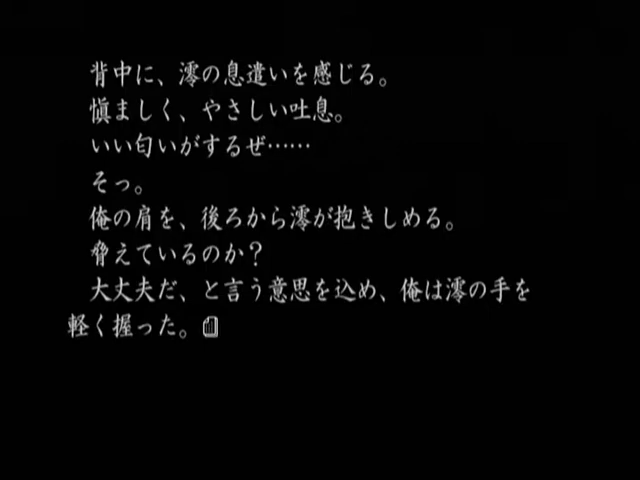 背中に、澪の息遣いを感じる。
慎ましく、やさしい吐息。
いい匂いがするぜ……
そっ。
俺の肩を、後ろから澪が抱きしめる。
脅えているのか？
大丈夫だ、と言う意思を込め、俺は澪の手を
軽く握った。